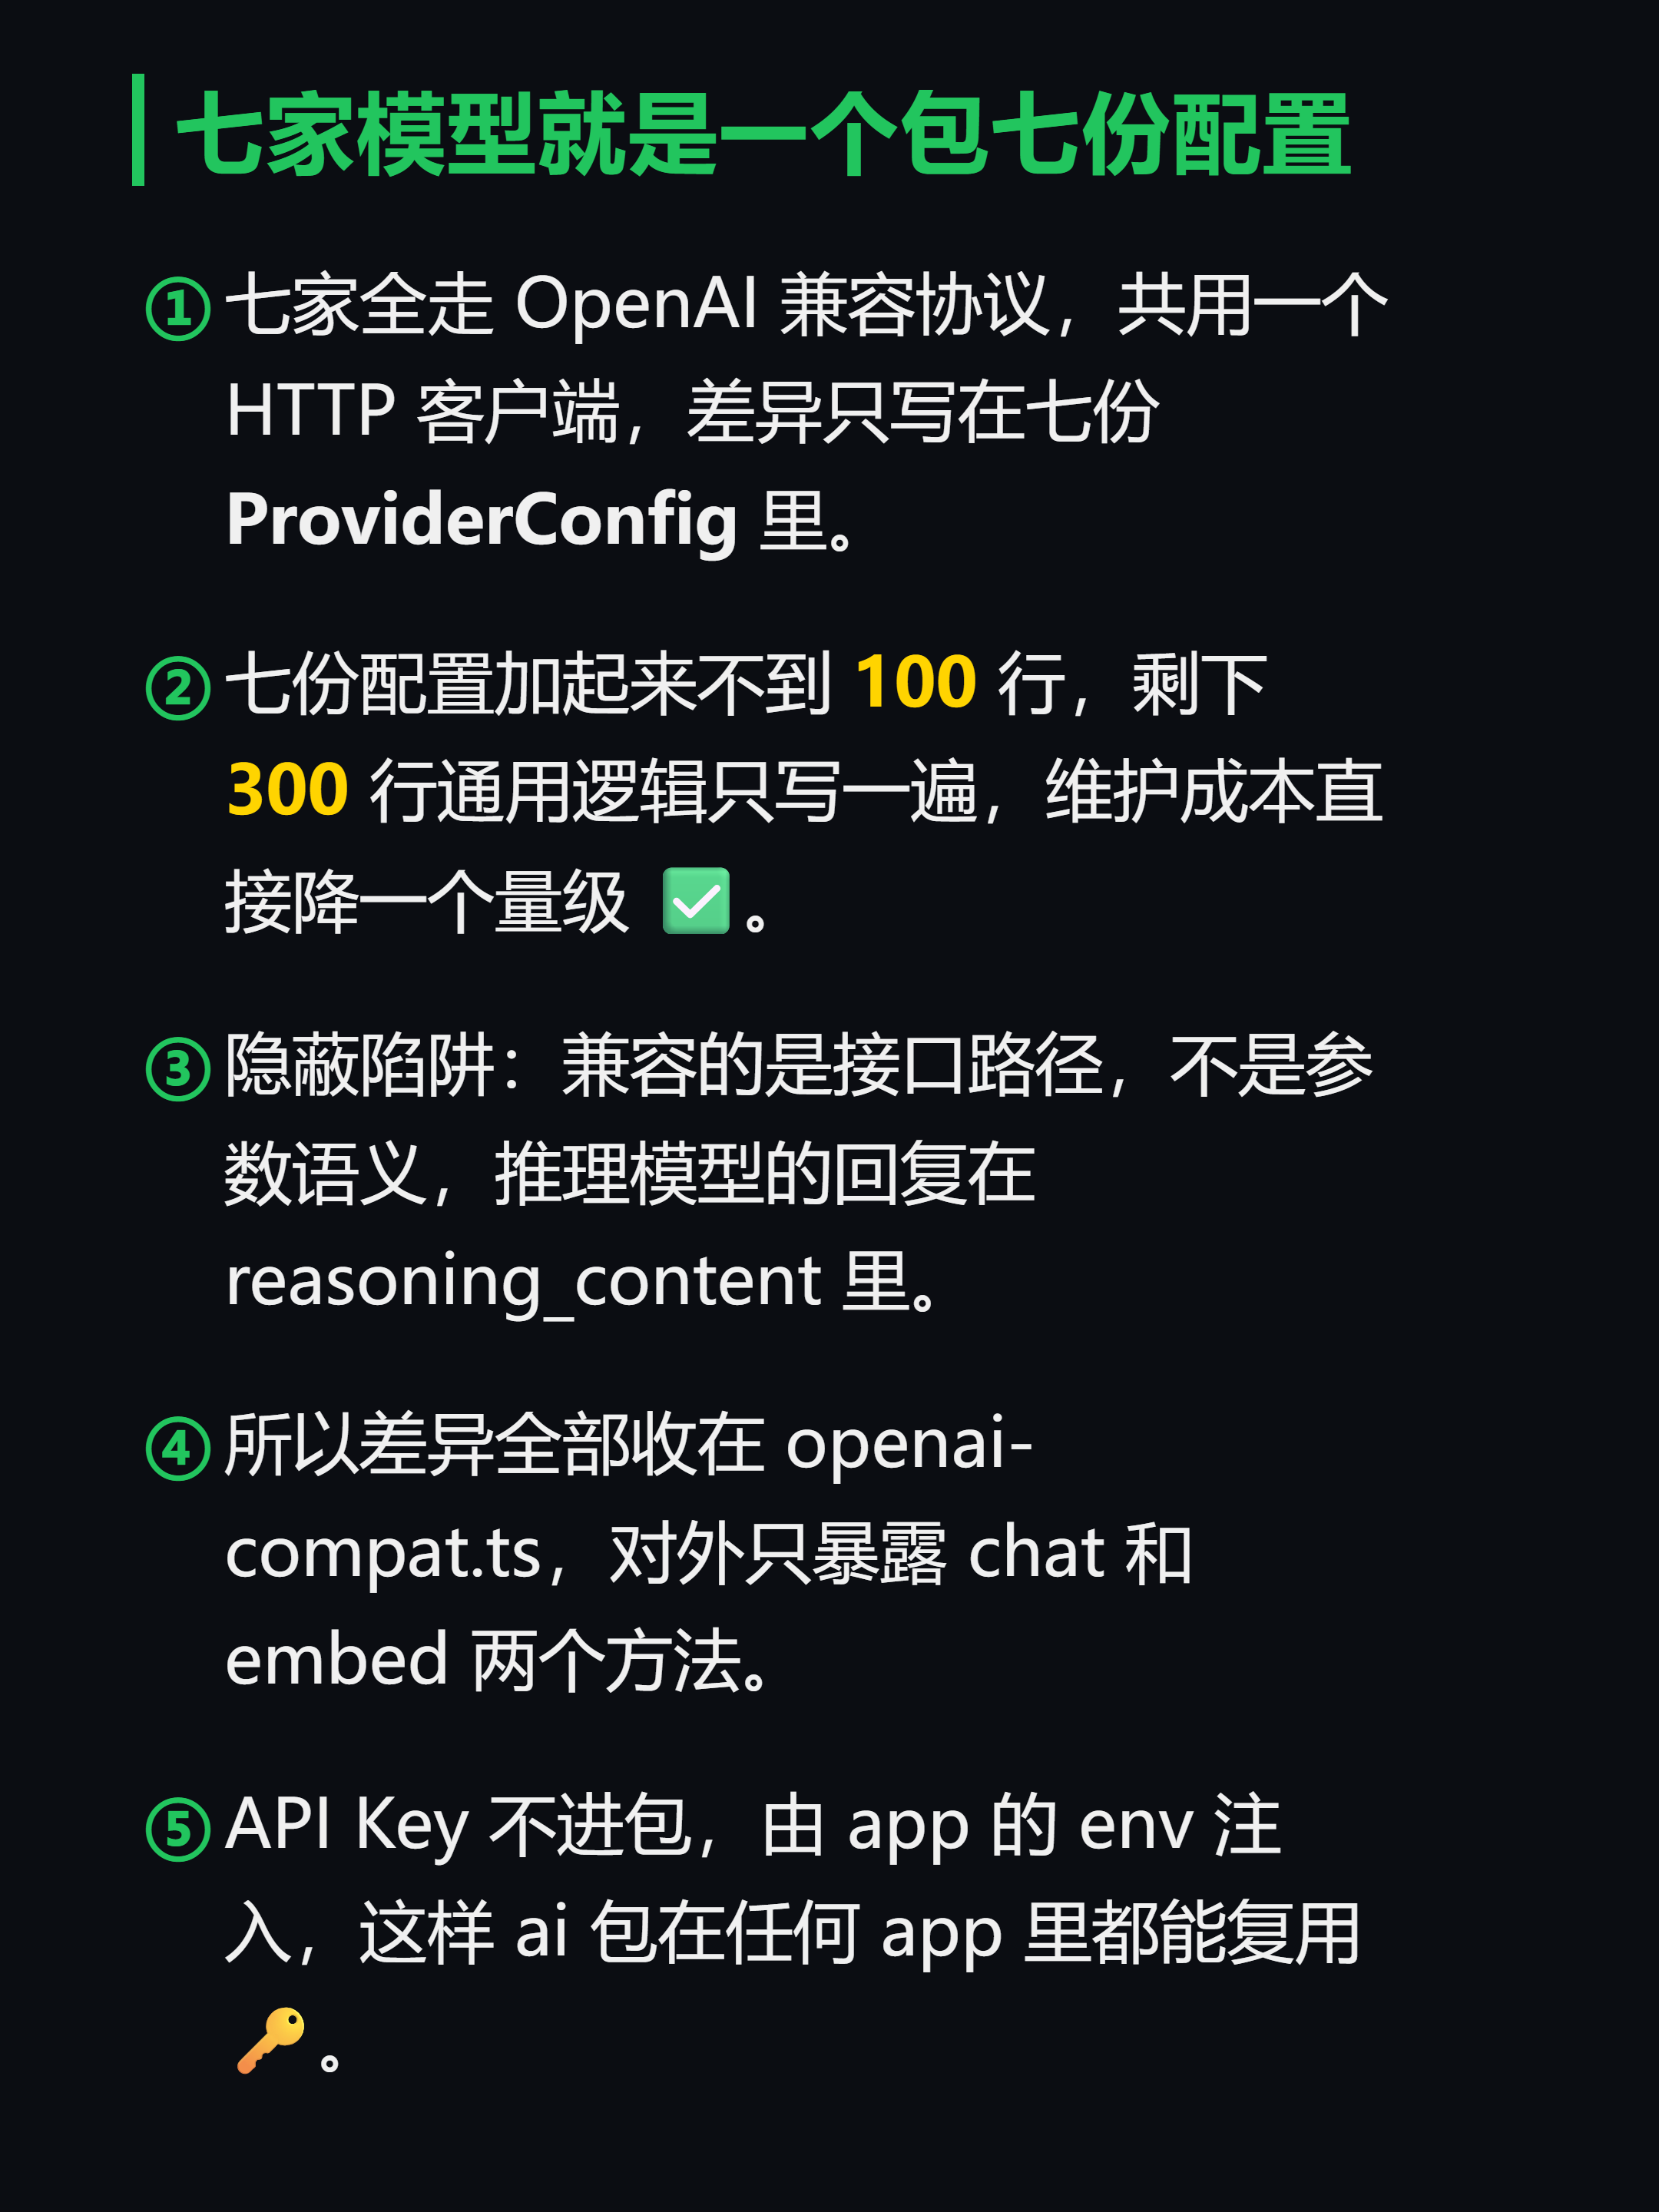 七家模型就是一个包七份配置
① 七家全走 OpenAI 兼容协议，共用一个
HTTP 客户端，差异只写在七份
ProviderConfig 里。
② 七份配置加起来不到 100 行，剩下
300 行通用逻辑只写一遍，维护成本直
接降一个量级 ✅。
③ 隐蔽陷阱：兼容的是接口路径，不是参
数语义，推理模型的回复在
reasoning_content 里。
④ 所以差异全部收在 openai-
compat.ts，对外只暴露 chat 和
embed 两个方法。
⑤ API Key 不进包，由 app 的 env 注
入，这样 ai 包在任何 app 里都能复用
🔑。